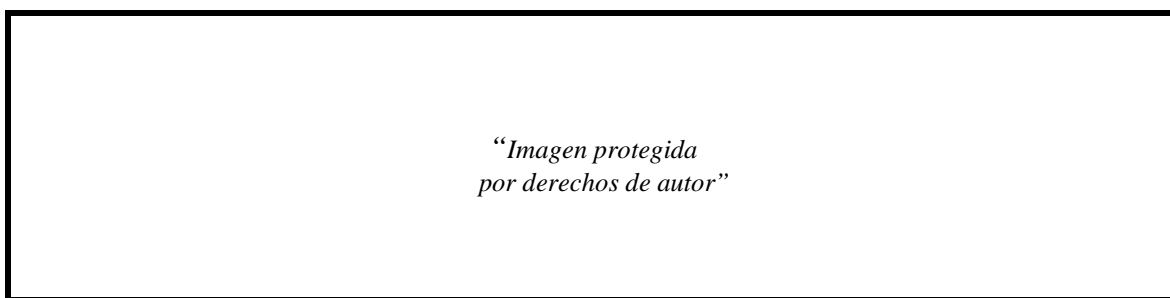 “Imagen protegida
por derechos de autor”